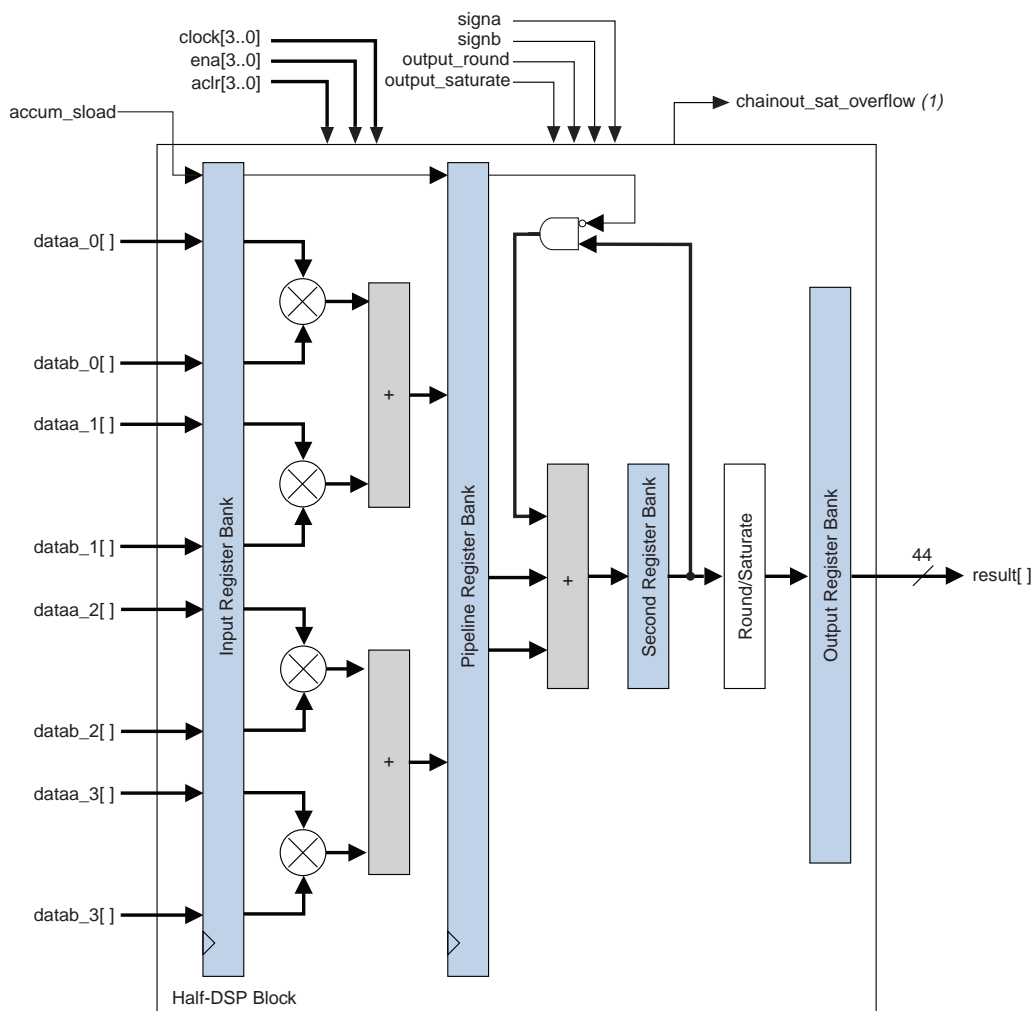 clock[3..0]
ena[3..0]
aclr[3..0]
signa
signb
output_round
output_saturate
chainout_sat_overflow (1)
accum_sload
dataa_0[ ]
datab_0[ ]
dataa_1[ ]
datab_1[ ]
dataa_2[ ]
datab_2[ ]
dataa_3[ ]
datab_3[ ]
Input Register Bank
+
+
Pipeline Register Bank
+
Second Register Bank
Round/Saturate
Output Register Bank
44
result[ ]
Half-DSP Block